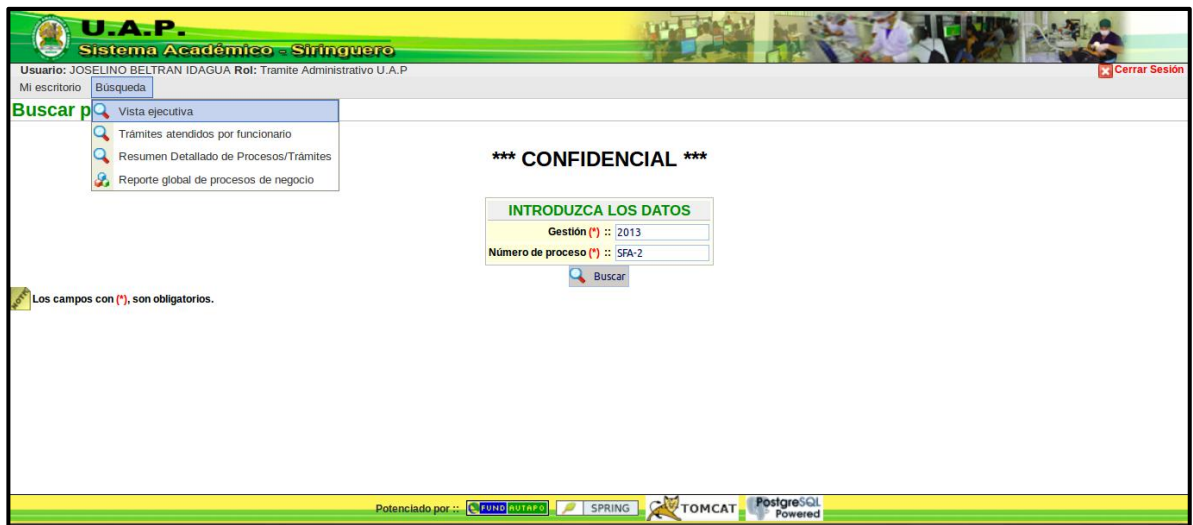 U.A.P.
Sistema Académico - Siringuero
Usuario: JOSELINO BELTRAN IDAGUA Rol: Tramite Administrativo U.A.P
Cerrar Sesión
Mi escritorio Búsqueda
Buscar p
Vista ejecutiva
Trámites atendidos por funcionario
Resumen Detallado de Procesos/Trámites
Reporte global de procesos de negocio
*** CONFIDENCIAL ***
INTRODUZCA LOS DATOS
Gestión (*) :: 2013
Número de proceso (*) :: SFA-2
Buscar
NOTA
Los campos con (*), son obligatorios.
Potenciado por :: FUND AUTAPO SPRING TOMCAT PostgreSQL Powered